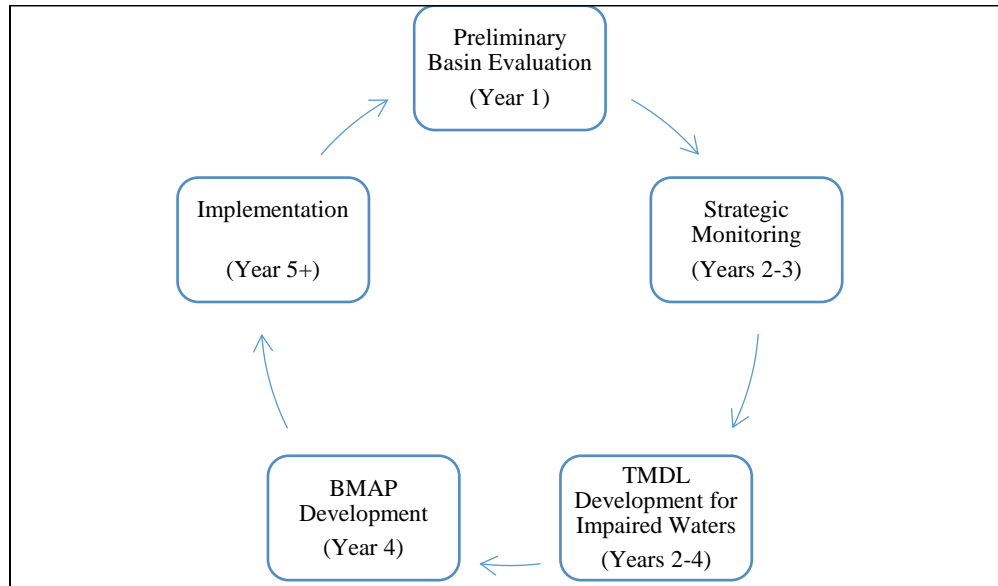 Preliminary
Basin Evaluation
(Year 1)
Strategic
Monitoring
(Years 2-3)
TMDL
Development for
Impaired Waters
(Years 2-4)
BMAP
Development
(Year 4)
Implementation
(Year 5+)